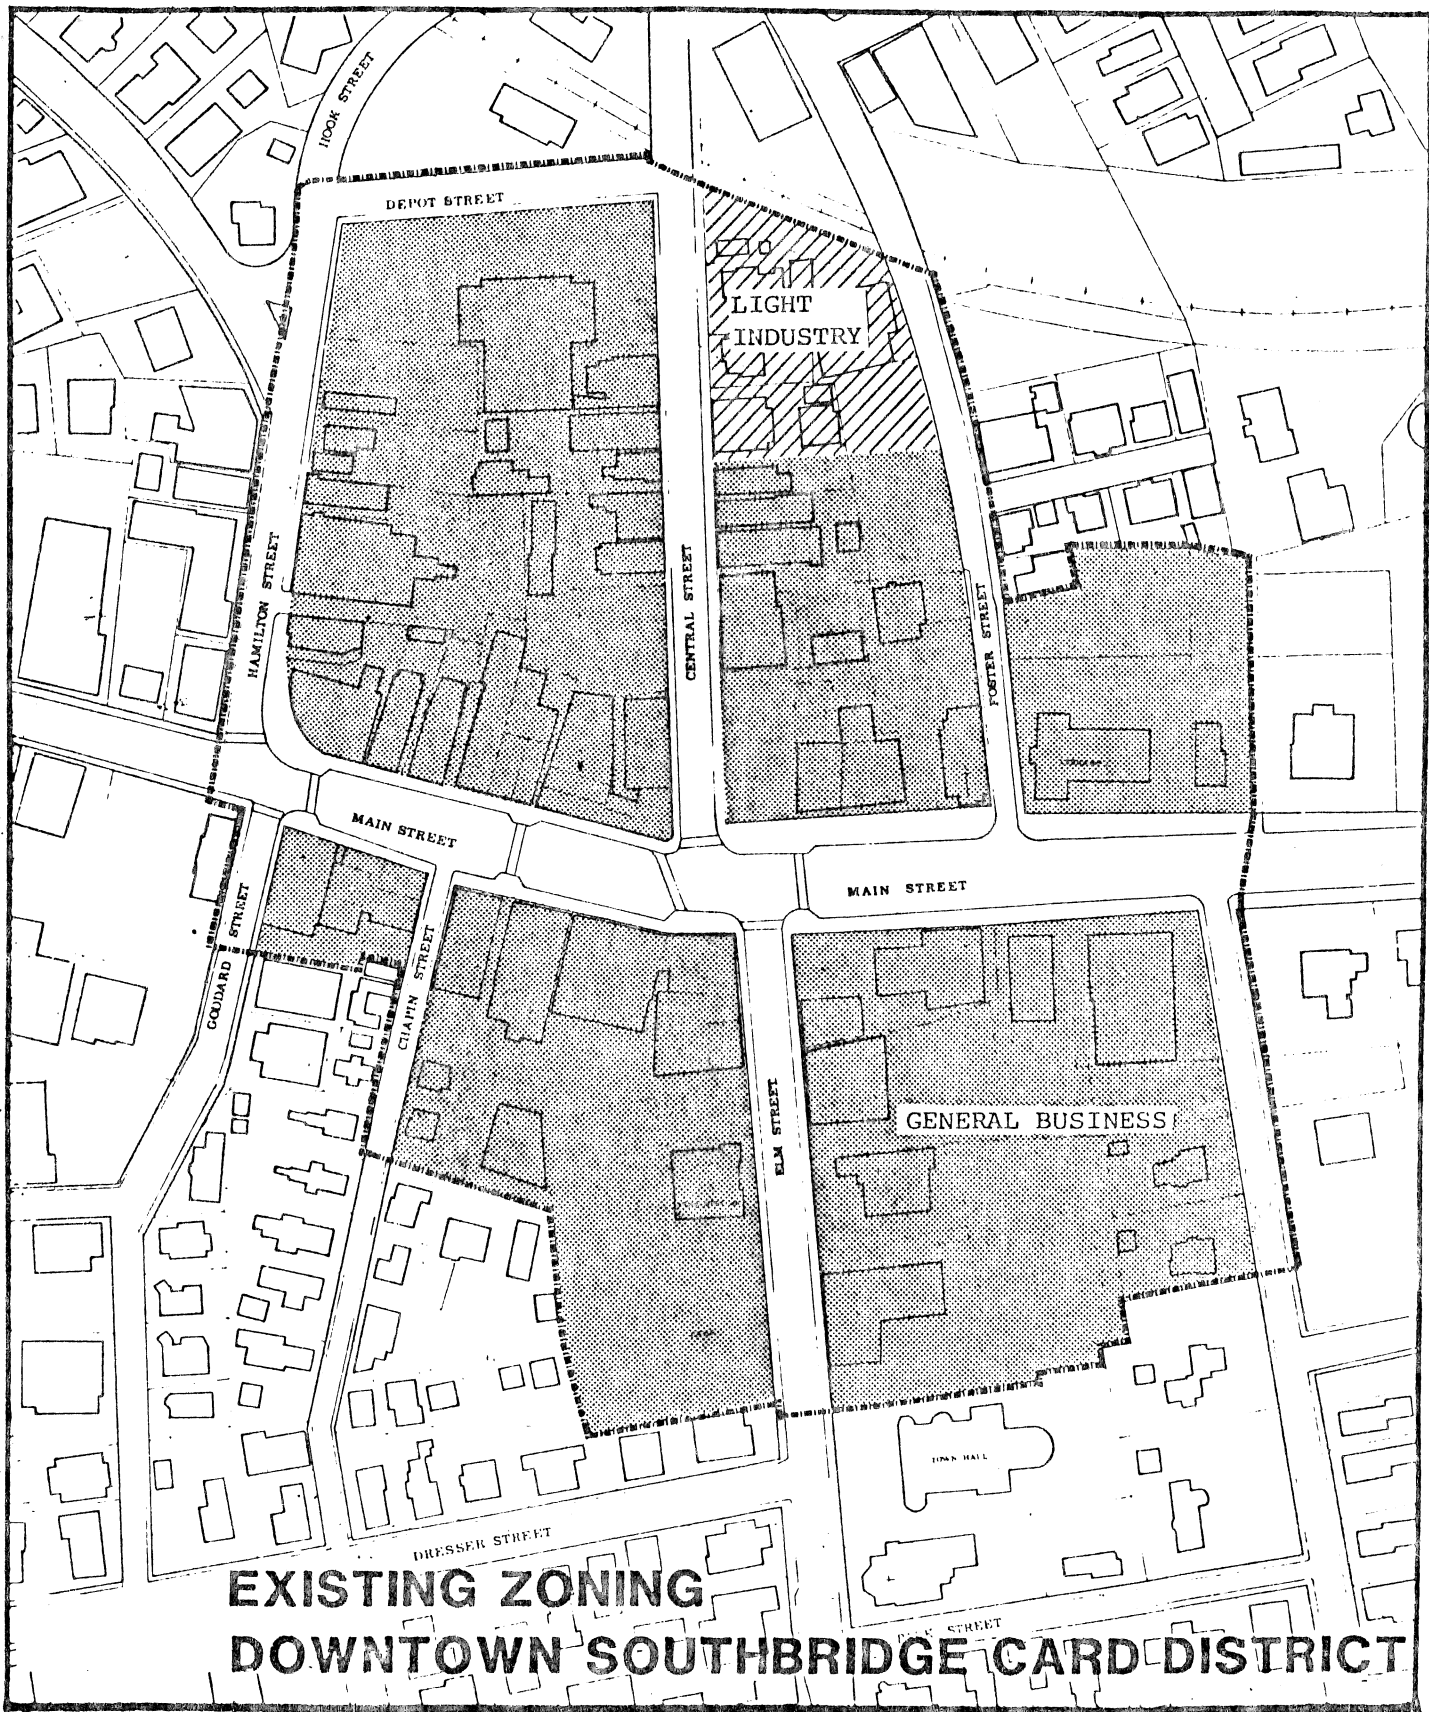 HOOK STREET
DEPOT STREET
LIGHT
INDUSTRY
HAMILTON STREET
CENTRAL STREET
FOSTER STREET
MAIN STREET
MAIN STREET
GODDARD STREET
CHAPIN STREET
ELM STREET
GENERAL BUSINESS
TOWN HALL
DRESSER STREET
STREET
EXISTING ZONING
DOWNTOWN SOUTHBRIDGE CARD DISTRICT